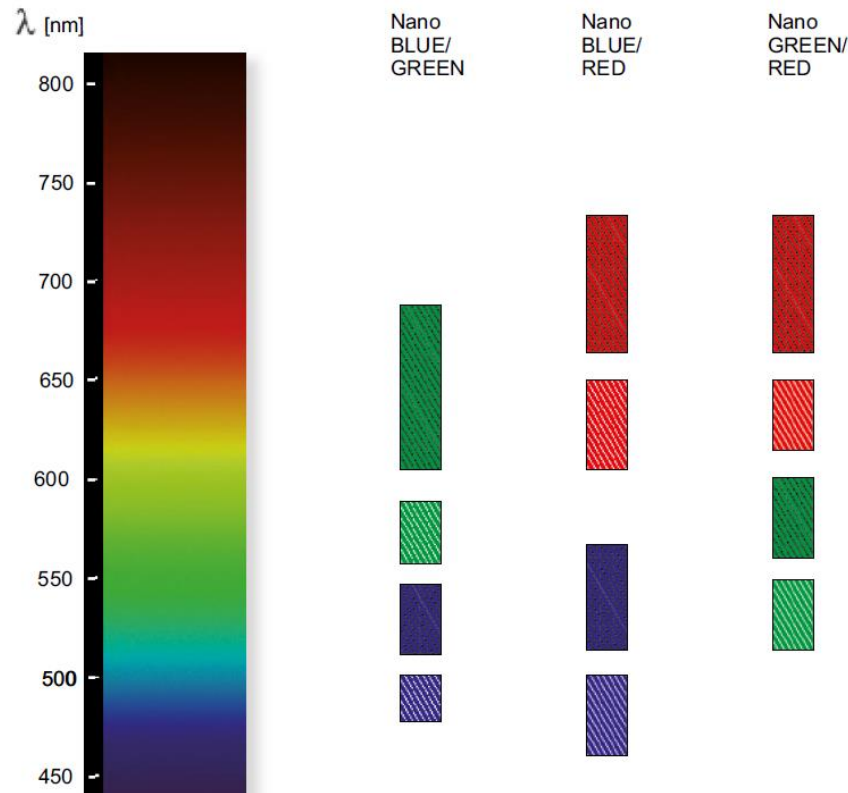 λ [nm]
Nano
BLUE/
GREEN
Nano
BLUE/
RED
Nano
GREEN/
RED
800
750
700
650
600
550
500
450